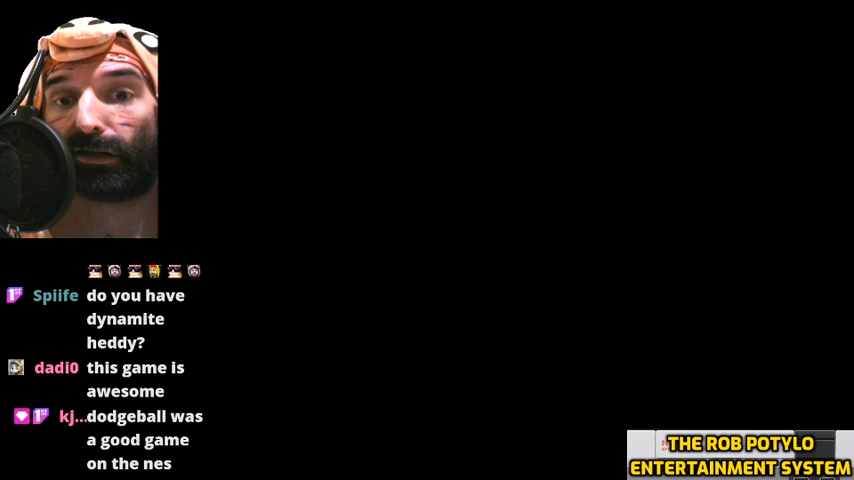 Spiife do you have
dynamite
heddy?
dadi0 this game is
awesome
kj... dodgeball was
a good game
on the nes
THE ROB POTYLO
ENTERTAINMENT SYSTEM